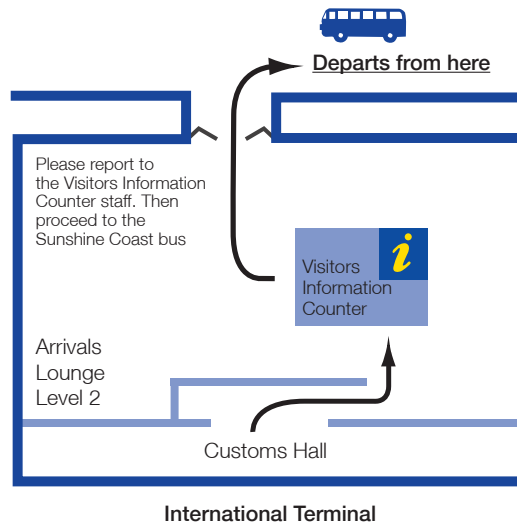 Departs from here
Please report to
the Visitors Information
Counter staff. Then
proceed to the
Sunshine Coast bus
i
Visitors
Information
Counter
Arrivals
Lounge
Level 2
Customs Hall
International Terminal